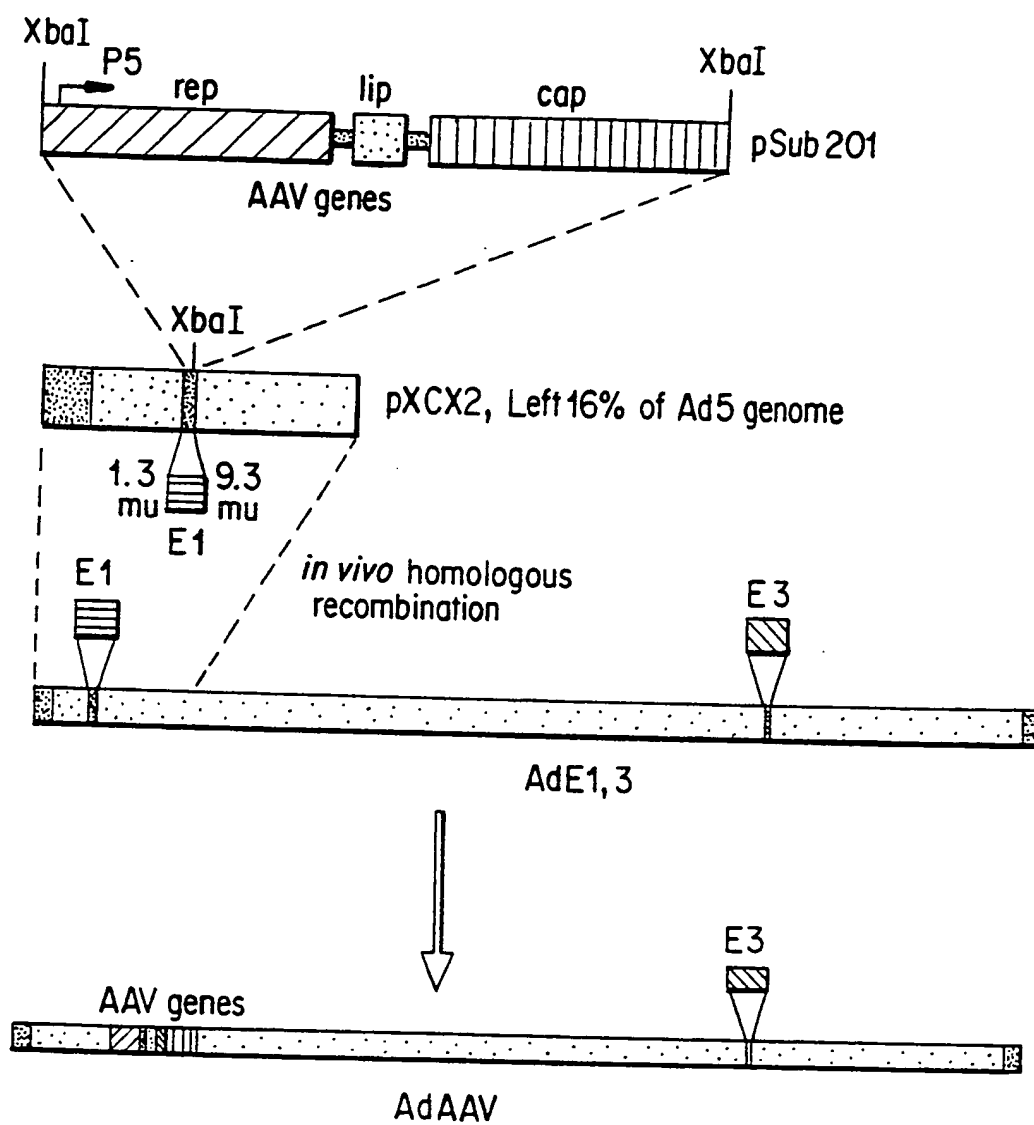 XbaI
P5
rep
lip
cap
XbaI
pSub 201
AAV genes
XbaI
pXCX2, Left 16% of Ad5 genome
1.3
mu
9.3
mu
E1
E1
in vivo homologous
recombination
E3
AdE1,3
E3
AAV genes
AdAAV